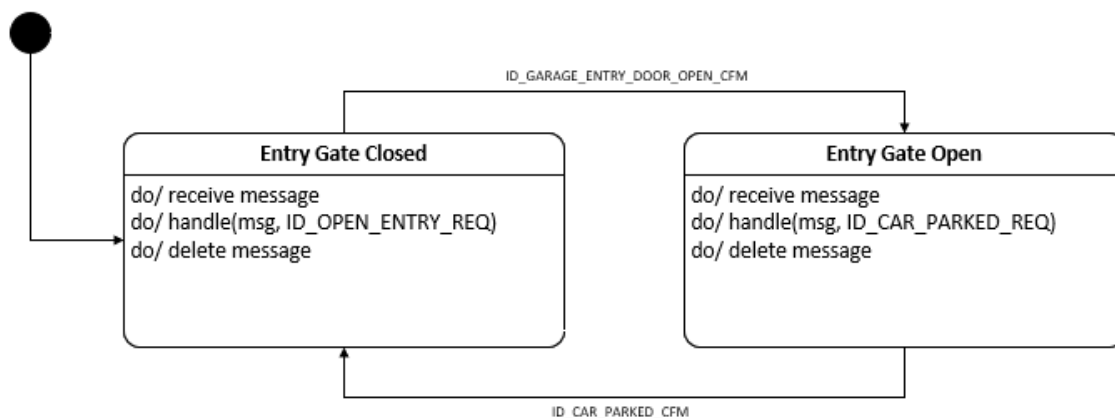 ID_GARAGE_ENTRY_DOOR_OPEN_CFM
Entry Gate Closed
do/ receive message
do/ handle(msg, ID_OPEN_ENTRY_REQ)
do/ delete message
Entry Gate Open
do/ receive message
do/ handle(msg, ID_CAR_PARKED_REQ)
do/ delete message
ID_CAR_PARKED_CFM